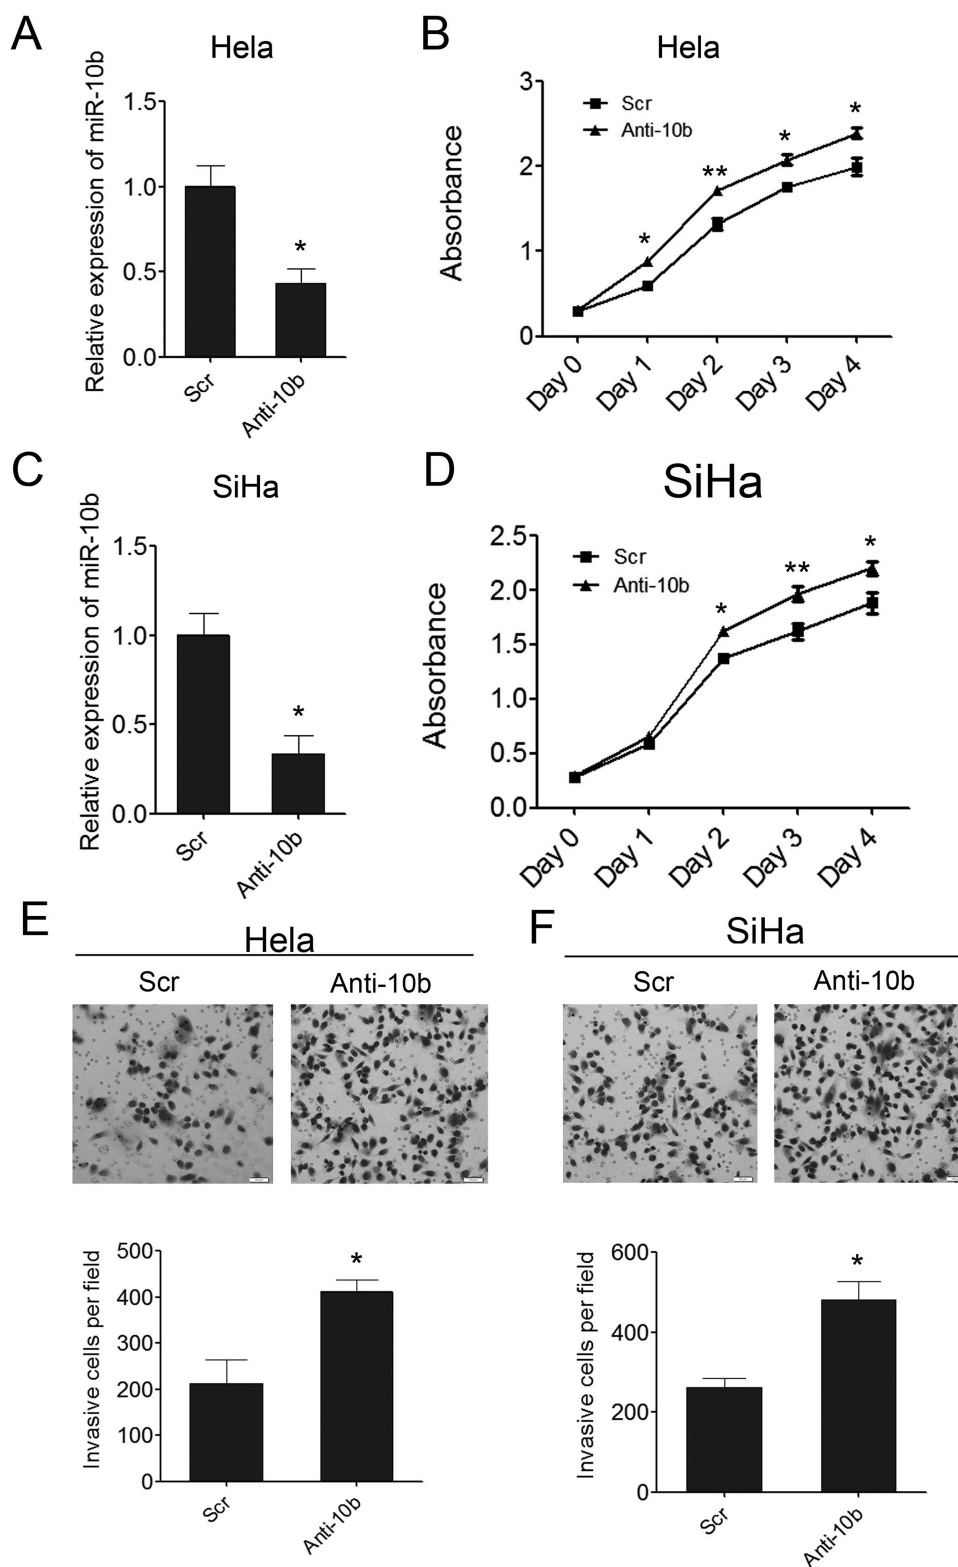 A
Hela
Relative expression of miR-10b
1.5
1.0
0.5
0.0
*
Scr
Anti-10b
B
Hela
Absorbance
3
2
1
0
Scr
Anti-10b
*
**
*
*
Day 0
Day 1
Day 2
Day 3
Day 4
C
SiHa
Relative expression of miR-10b
1.5
1.0
0.5
0.0
*
Scr
Anti-10b
D
SiHa
Absorbance
2.5
2.0
1.5
1.0
0.5
0.0
Scr
Anti-10b
*
**
*
Day 0
Day 1
Day 2
Day 3
Day 4
E
Hela
Scr
Anti-10b
Invasive cells per field
500
400
300
200
100
0
*
Scr
Anti-10b
F
SiHa
Scr
Anti-10b
Invasive cells per field
600
400
200
0
*
Scr
Anti-10b